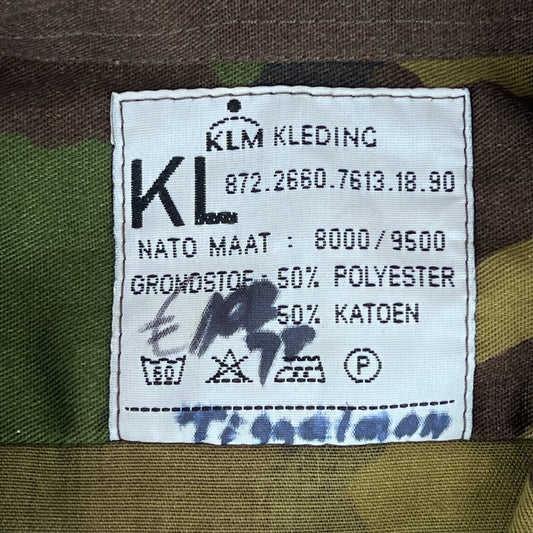 KLM KLEDING
KL 872.2660.7613.18.90
NATO MAAT : 8000/9500
GRONDSTOF : 50% POLYESTER
50% KATOEN
60 P